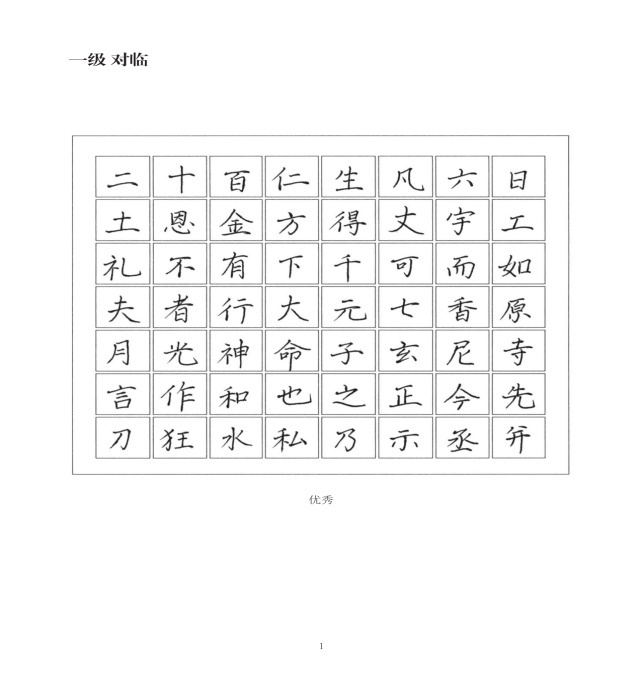 一级 对临
二十百仁生凡六日
土恩金方得丈宇工
礼不有下千可而如
夫者行大元七香原
月光神命子玄尼寺
言作和也之正今先
刀狂水私乃示丞幷
优秀
1